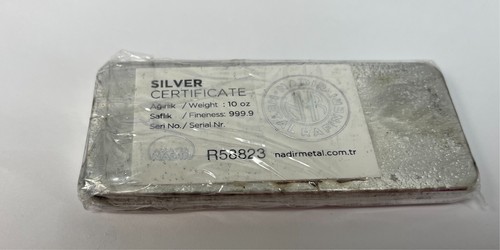 SILVER
CERTIFICATE
Ağırlık / Weight : 10 oz
Saflık / Fineness: 999.9
Seri No./ Serial Nr.
R58823 nadirmetal.com.tr